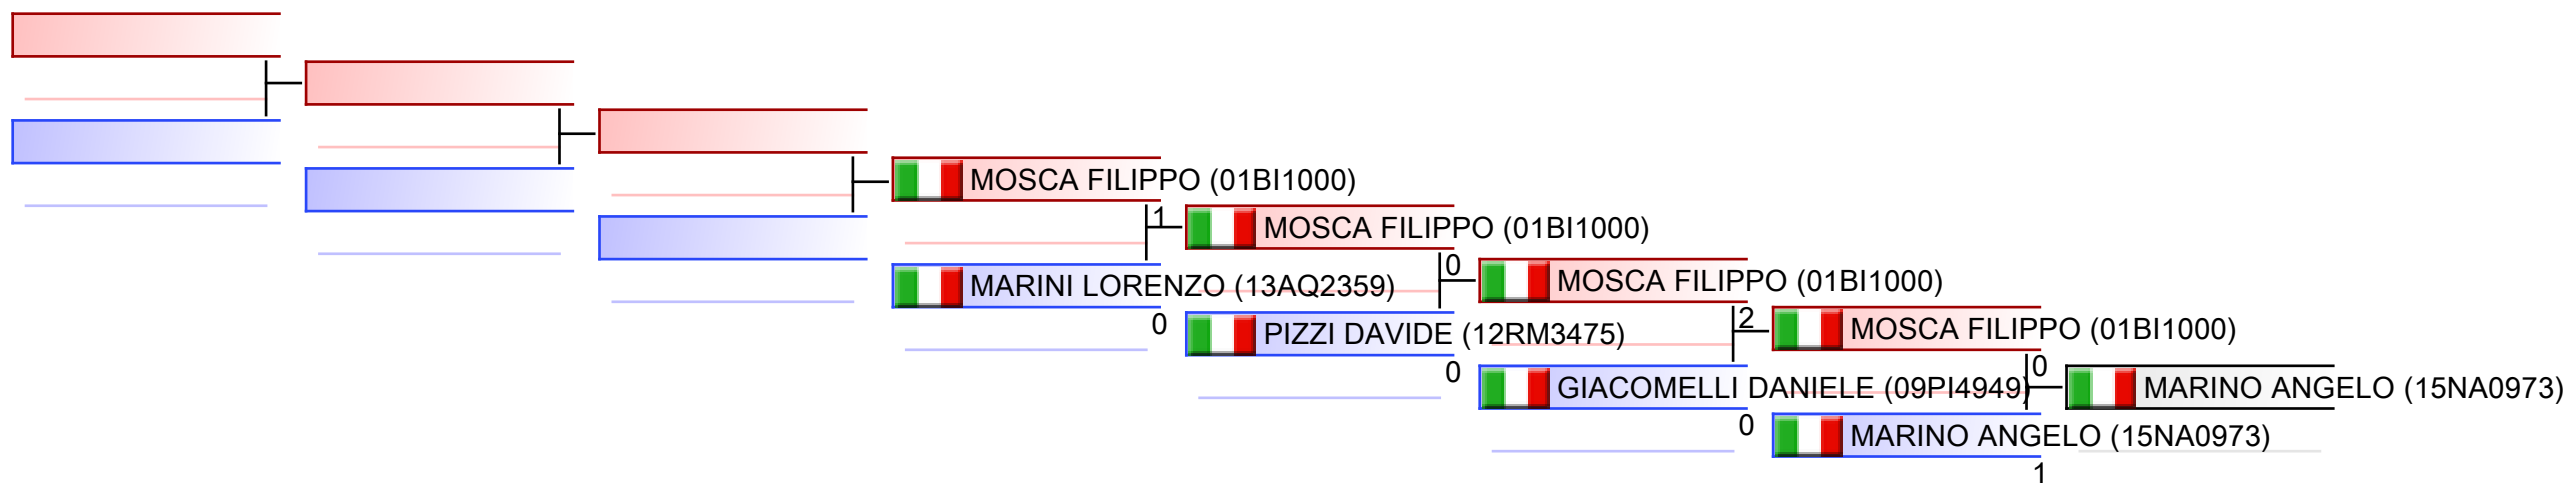 MOSCA FILIPPO (01BI1000)
1
MOSCA FILIPPO (01BI1000)
MARINI LORENZO (13AQ2359)
0
0
MOSCA FILIPPO (01BI1000)
PIZZI DAVIDE (12RM3475)
0
2
MOSCA FILIPPO (01BI1000)
GIACOMELLI DANIELE (09PI4949)
0
0
MARINO ANGELO (15NA0973)
MARINO ANGELO (15NA0973)
1